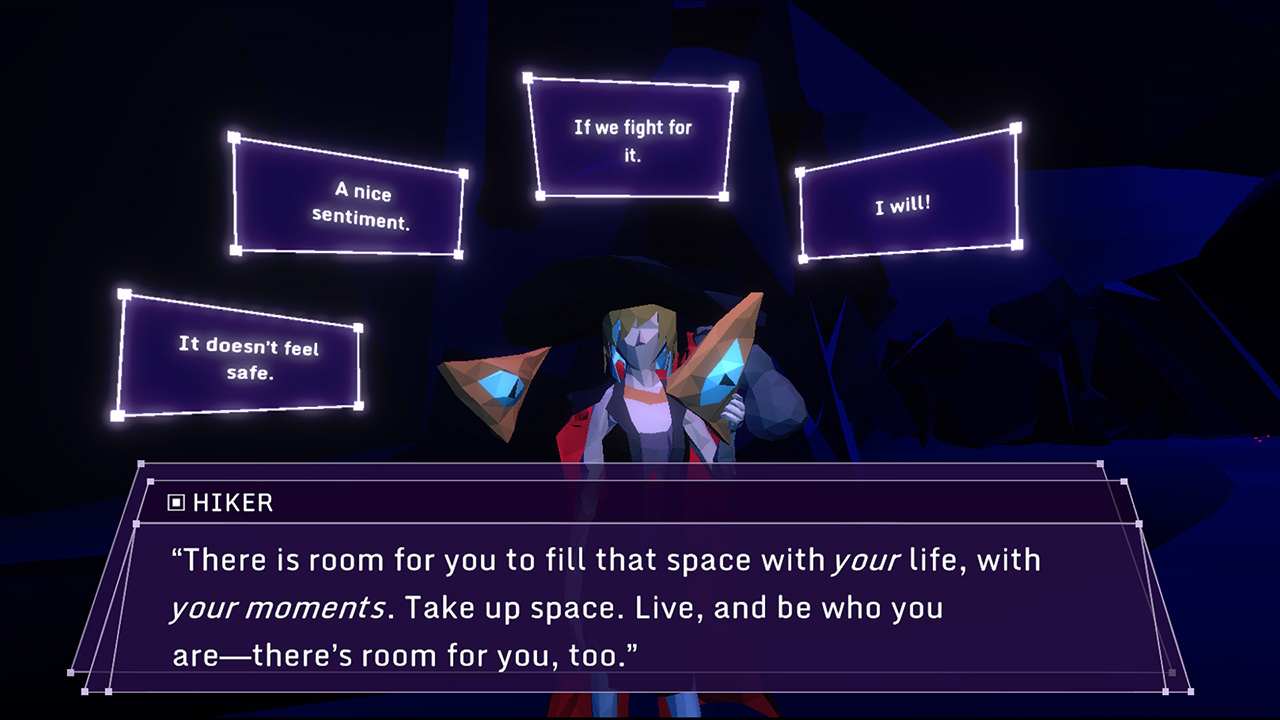 If we fight for
it.
A nice
sentiment.
I will!
It doesn't feel
safe.
HIKER
“There is room for you to fill that space with your life, with
your moments. Take up space. Live, and be who you
are—there's room for you, too.”